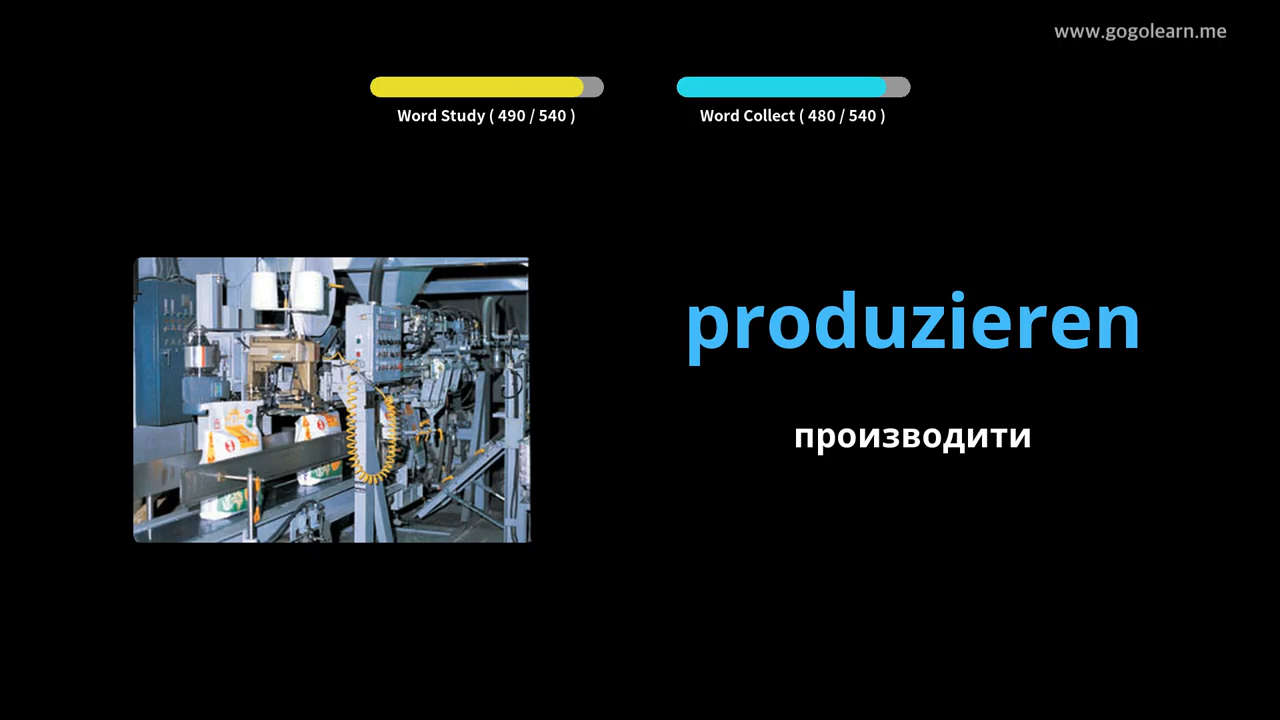 www.gogolearn.me
Word Study ( 490 / 540 )
Word Collect ( 480 / 540 )
produzieren
производити